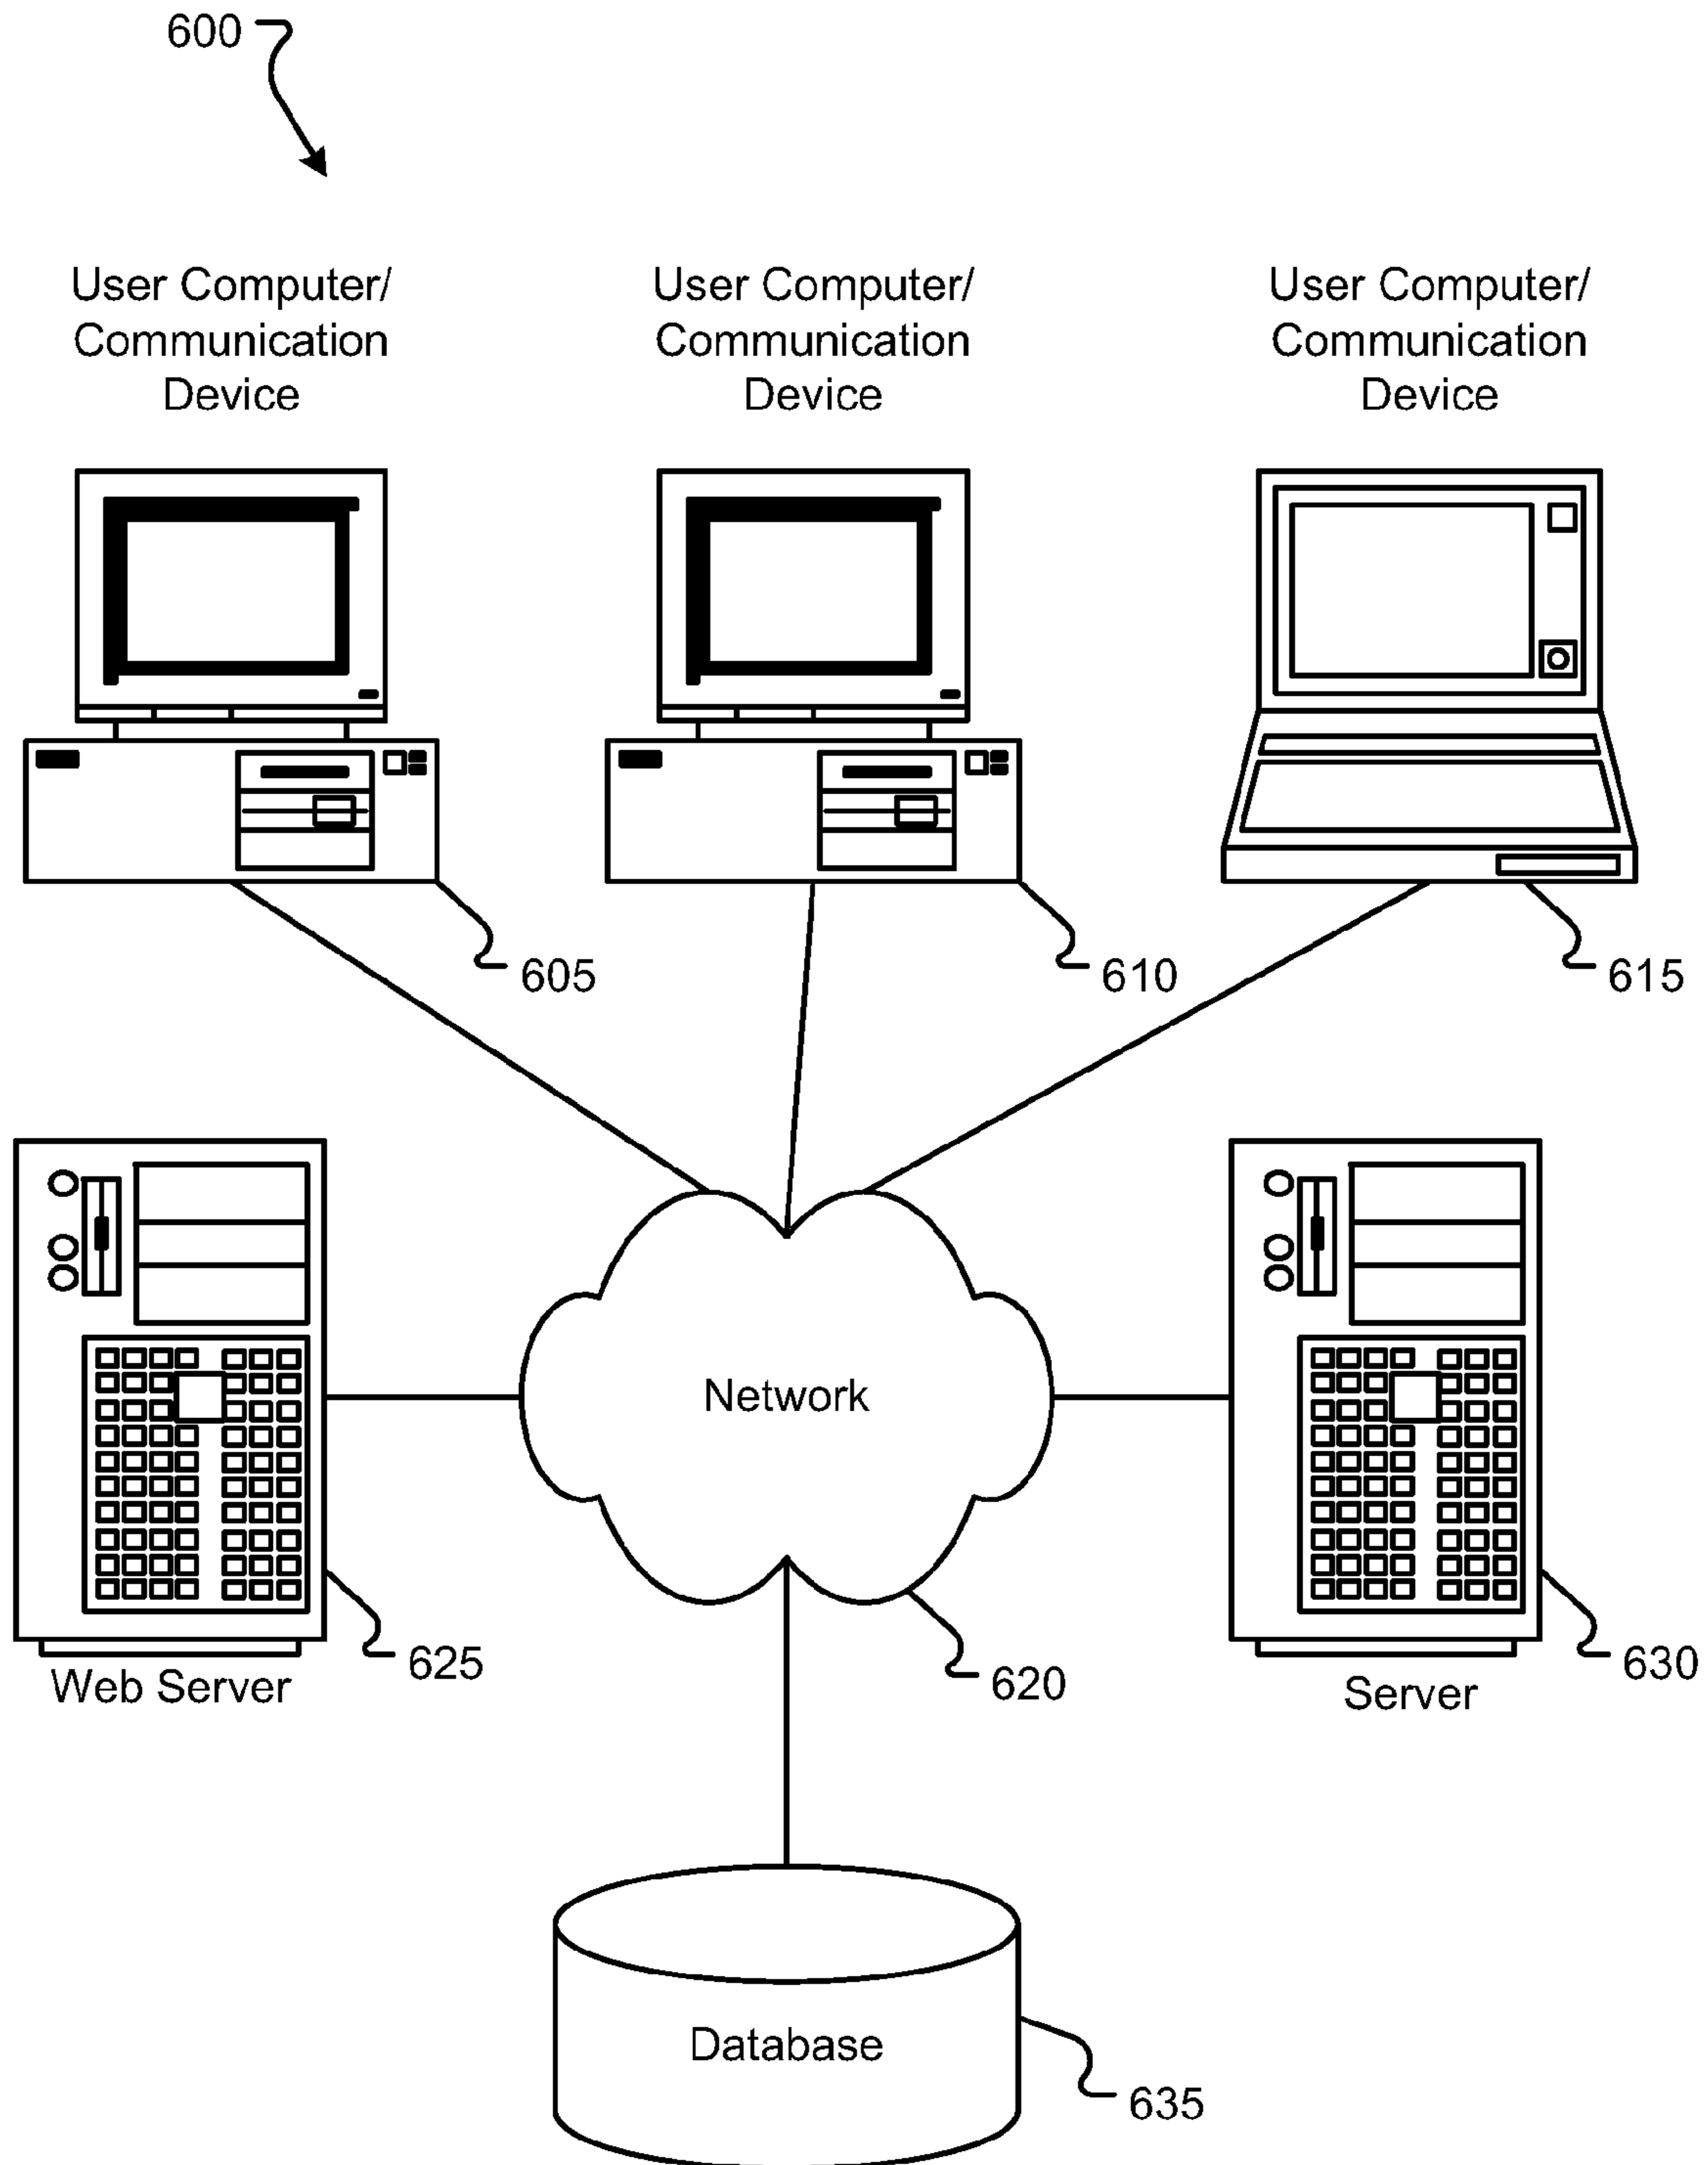 600
User Computer/
Communication
Device
User Computer/
Communication
Device
User Computer/
Communication
Device
605
610
615
Network
625
Web Server
620
630
Server
Database
635